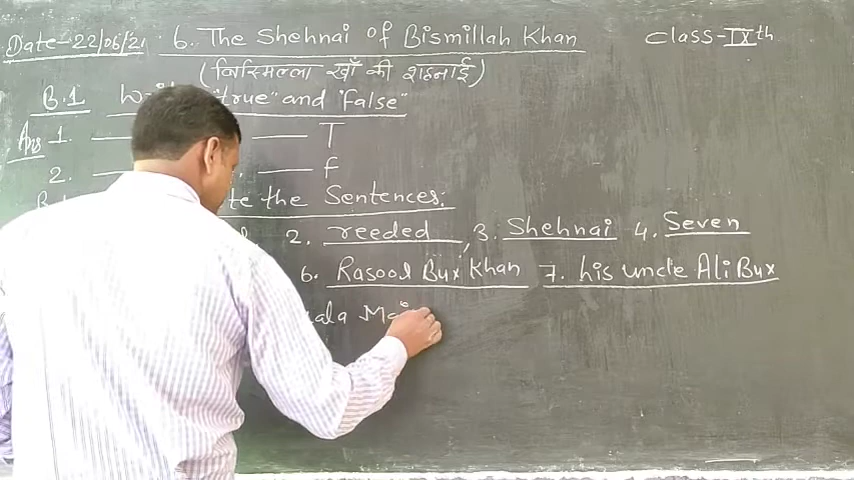 Date-22/06/21 6. The Shehnai of Bismillah Khan Class-IXth
(बिस्मिल्ला खाँ की शहनाई)
B.1 "true" and "False"
Ans 1. T
2. f
the Sentences:
2. reeded, 3. Shehnai 4. Seven
6. Rasool Bux Khan 7. his uncle Ali Bux